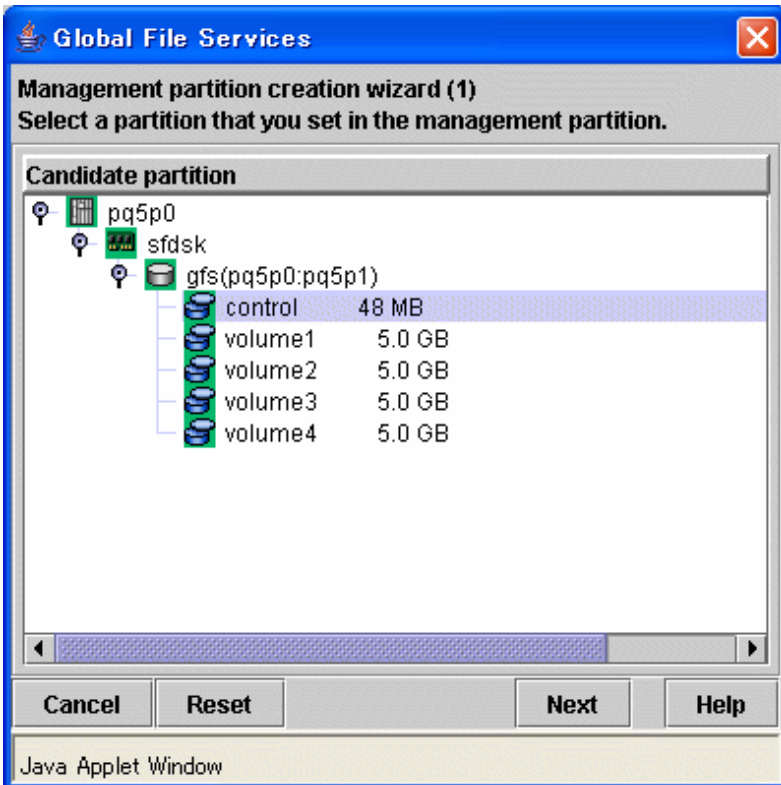 Global File Services
Management partition creation wizard (1)
Select a partition that you set in the management partition.
Candidate partition
pq5p0
sfdsk
gfs(pq5p0:pq5p1)
control 48 MB
volume1 5.0 GB
volume2 5.0 GB
volume3 5.0 GB
volume4 5.0 GB
Cancel Reset Next Help
Java Applet Window